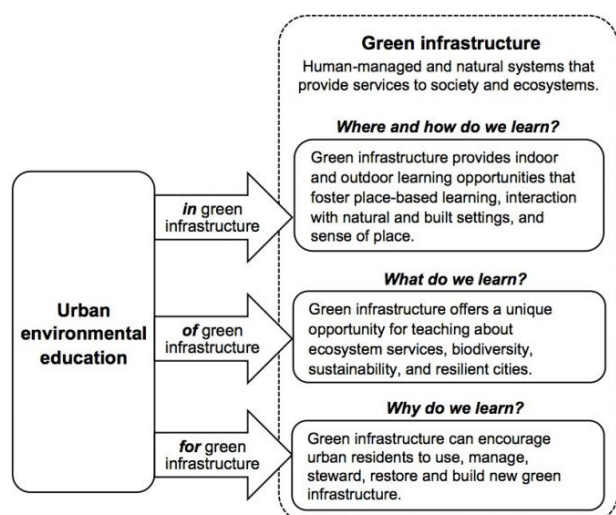 Green infrastructure
Human-managed and natural systems that
provide services to society and ecosystems.
Where and how do we learn?
Green infrastructure provides indoor
and outdoor learning opportunities that
foster place-based learning, interaction
with natural and built settings, and
sense of place.
in green
infrastructure
What do we learn?
Green infrastructure offers a unique
opportunity for teaching about
ecosystem services, biodiversity,
sustainability, and resilient cities.
Urban
environmental
education
of green
infrastructure
Why do we learn?
Green infrastructure can encourage
urban residents to use, manage,
steward, restore and build new green
infrastructure.
for green
infrastructure